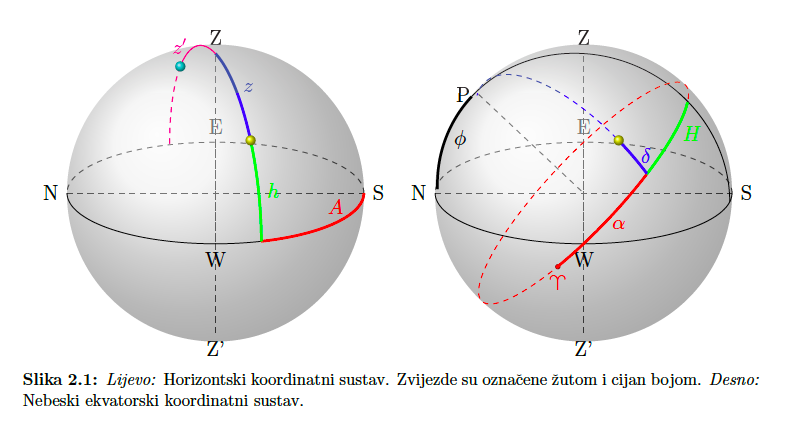 Z
z'
z
E
N
h
A
S
W
Z'
Z
P
E
ϕ
H
δ
N
S
α
W
♈
Z'
Slika 2.1: Lijevo: Horizontski koordinatni sustav. Zvijezde su označene žutom i cijan bojom. Desno:
Nebeski ekvatorski koordinatni sustav.